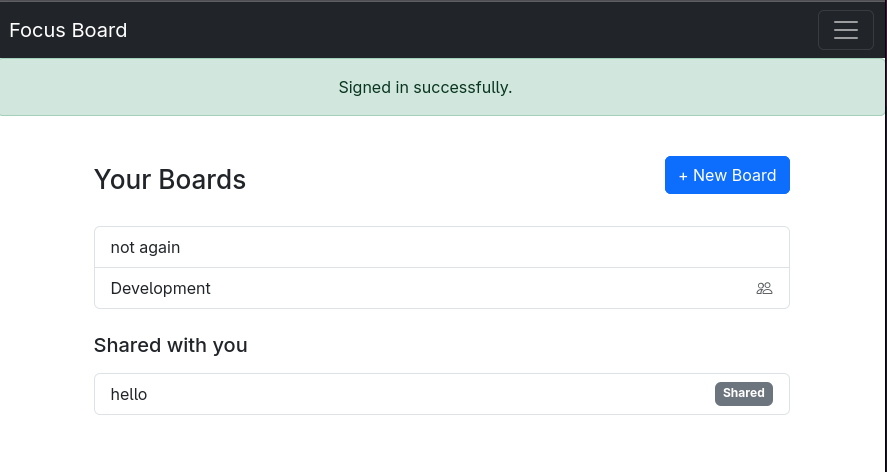 Focus Board
Signed in successfully.
Your Boards
+ New Board
not again
Development
Shared with you
hello
Shared